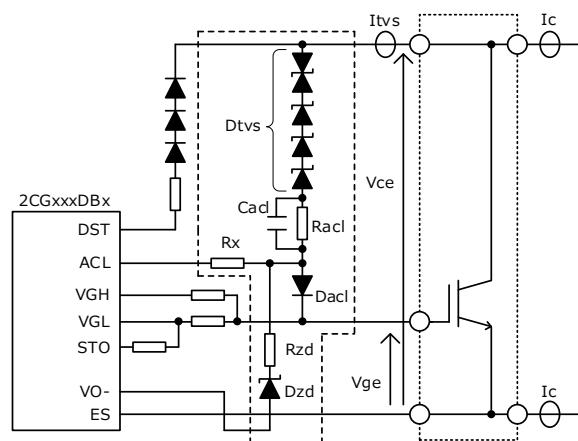 Itvs
Ic
Dtvs
Vce
2CGxxxDBx
Cacl
Racl
DST
Rx
ACL
Dacl
VGH
VGL
STO
Rzd
Vge
Dzd
VO-
ES
Ic